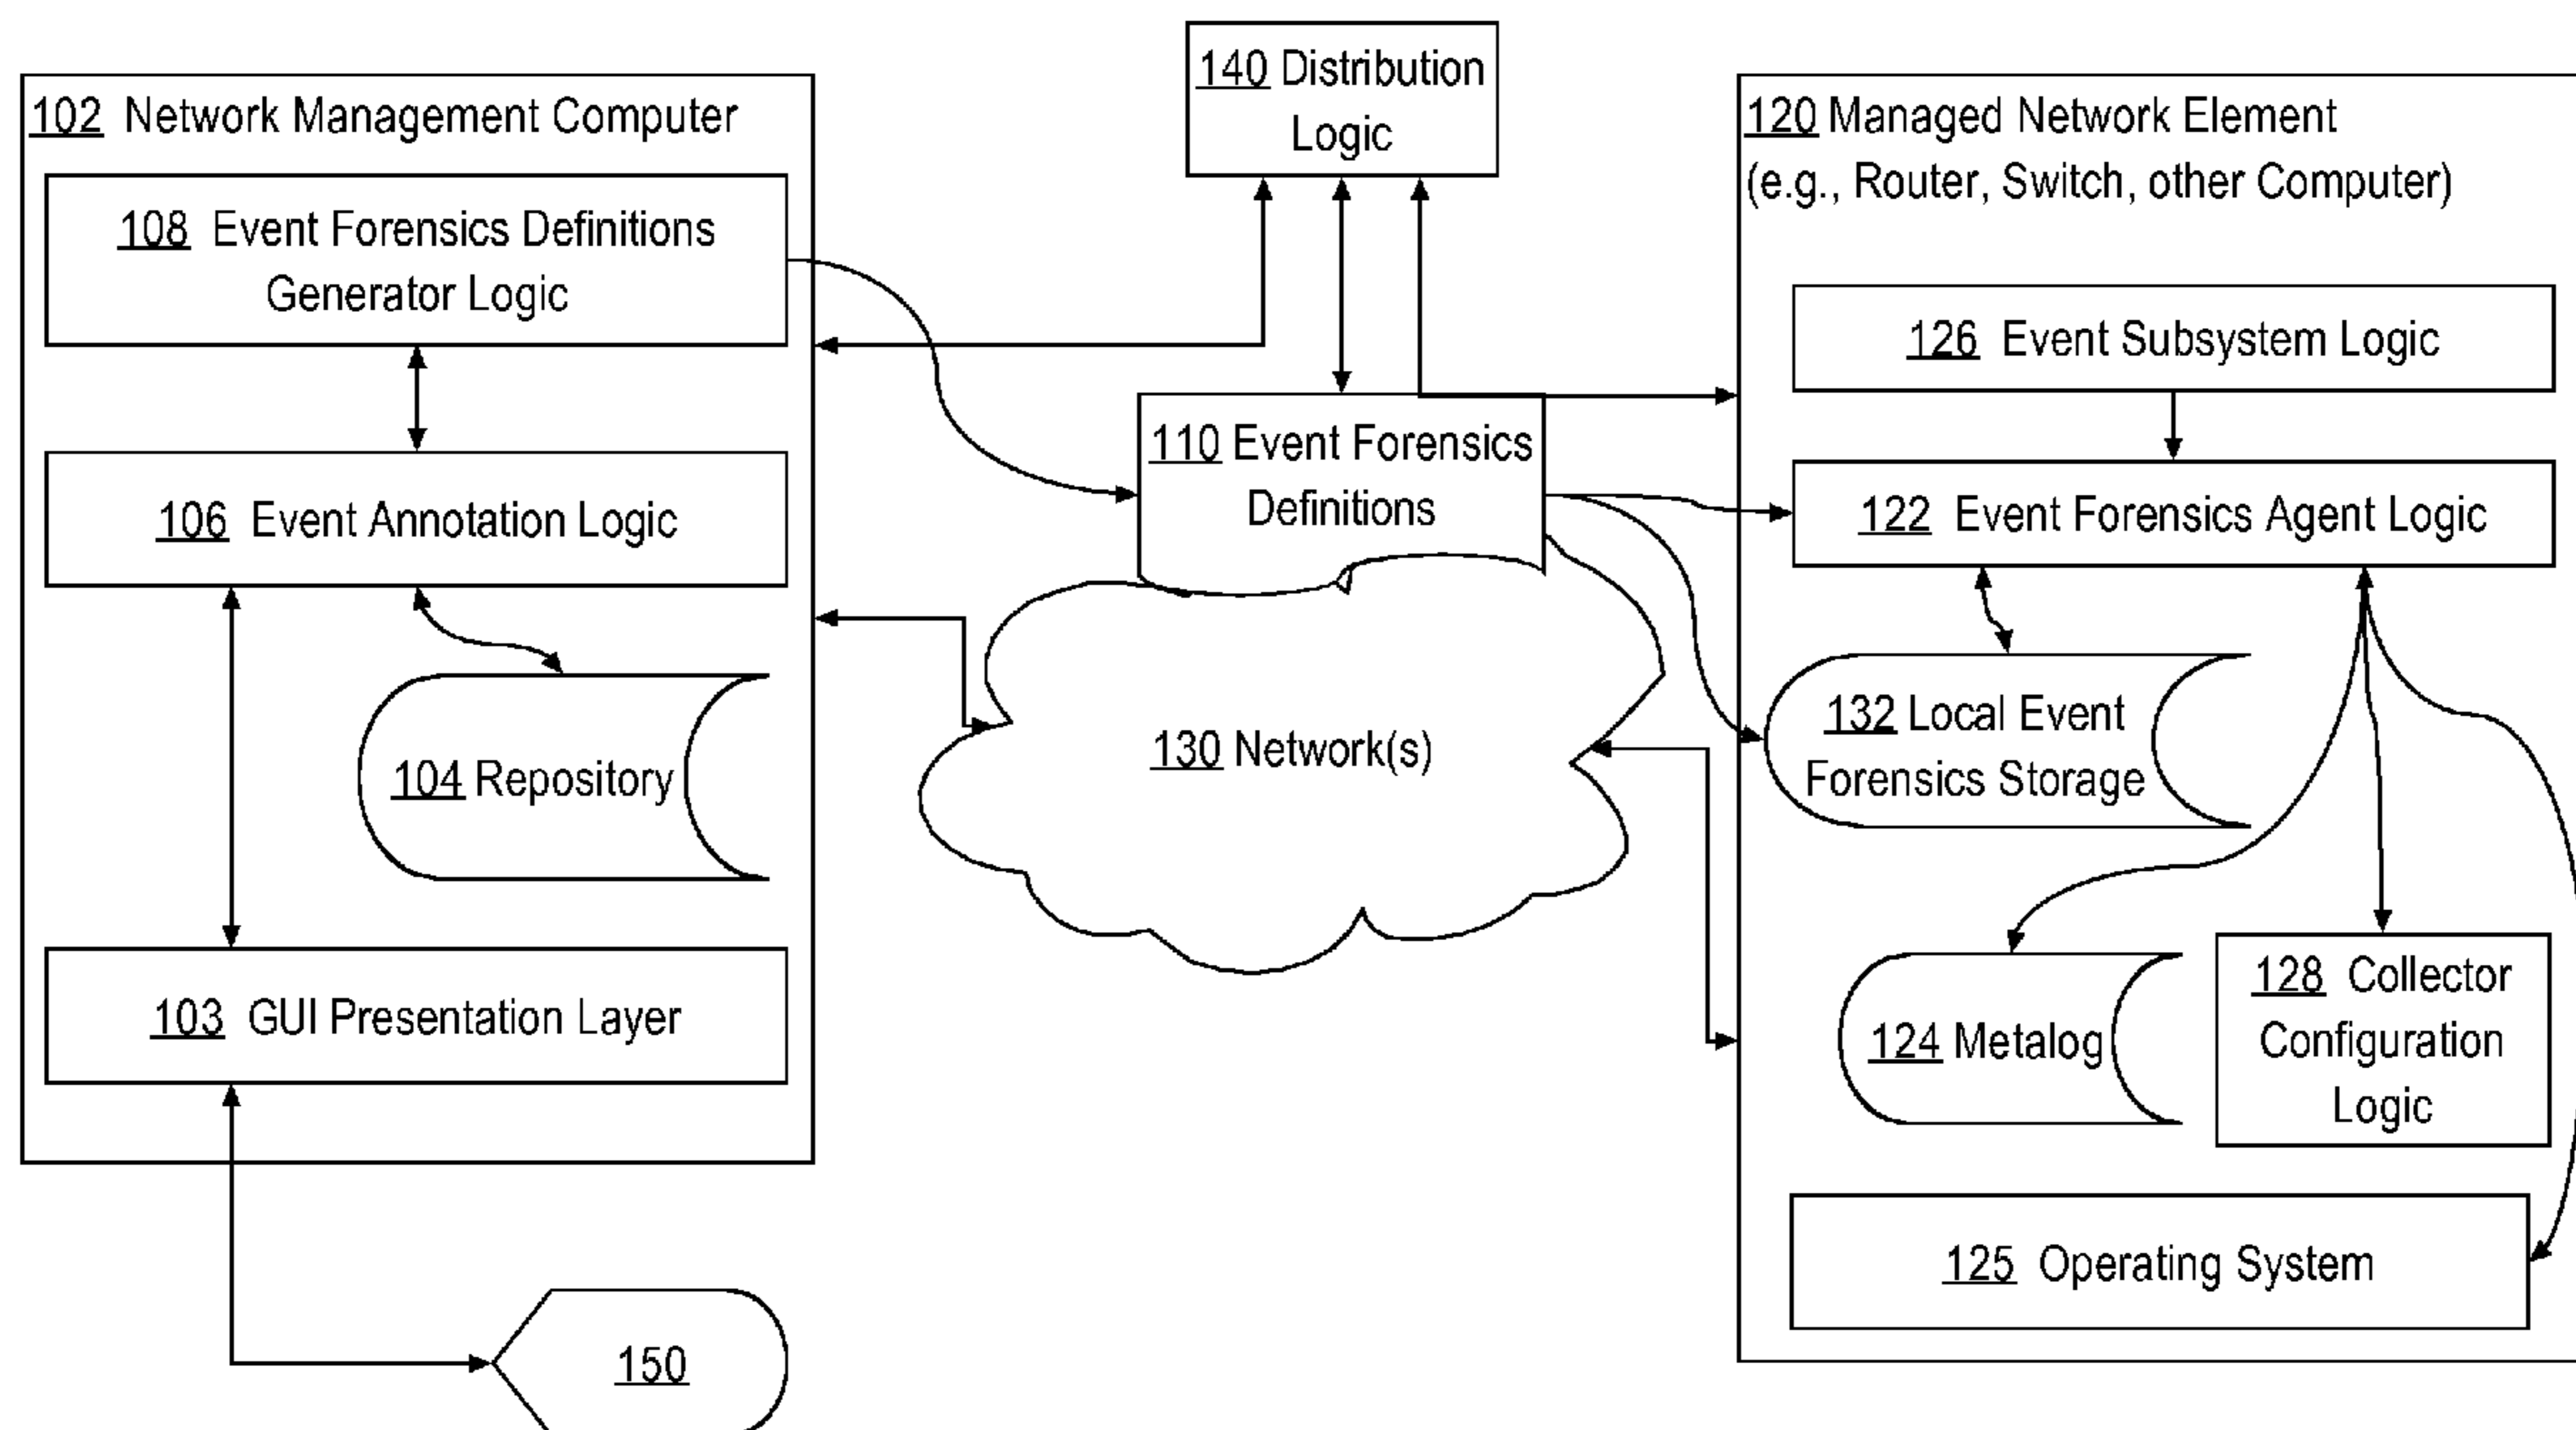 102 Network Management Computer
108 Event Forensics Definitions
Generator Logic
106 Event Annotation Logic
104 Repository
103 GUI Presentation Layer
150
140 Distribution
Logic
110 Event Forensics
Definitions
130 Network(s)
120 Managed Network Element
(e.g., Router, Switch, other Computer)
126 Event Subsystem Logic
122 Event Forensics Agent Logic
132 Local Event
Forensics Storage
124 Metalog
128 Collector
Configuration
Logic
125 Operating System